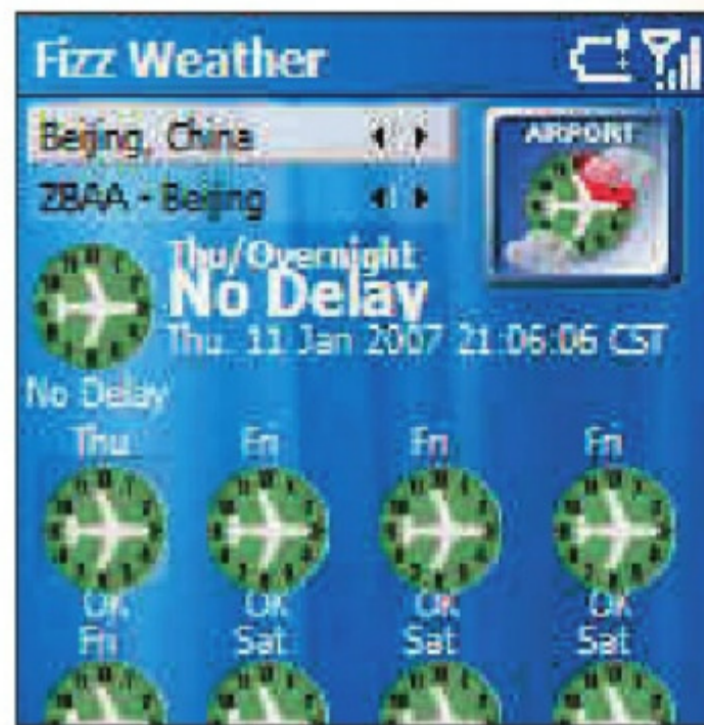 Fizz Weather
Beijing, China
AIRPORT
ZBAA - Beijing
Thu/Overnight
No Delay
Thu. 11 Jan 2007 21:06:06 CST
No Delay
Thu Fri Fri Fri
OK OK OK OK
Fri Sat Sat Sat